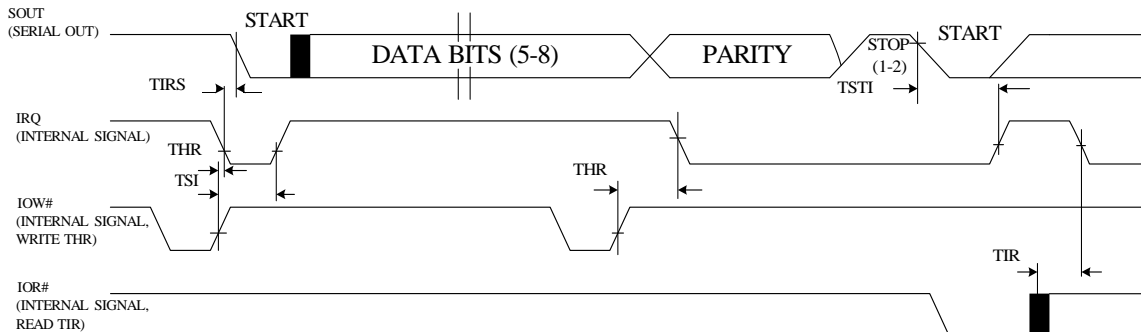 SOUT
(SERIAL OUT)
START
DATA BITS (5-8)
PARITY
STOP
(1-2)
START
TIRS
TSTI
IRQ
(INTERNAL SIGNAL)
THR
TSI
THR
IOW#
(INTERNAL SIGNAL,
WRITE THR)
TIR
IOR#
(INTERNAL SIGNAL,
READ TIR)